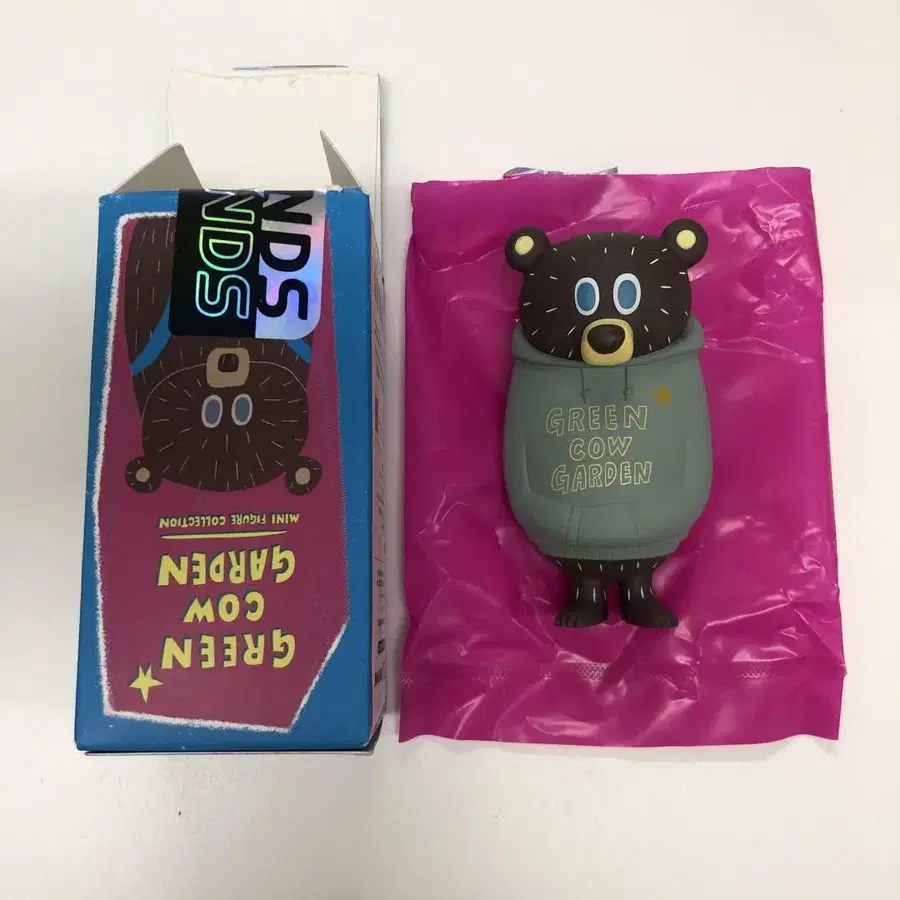 NDS
NDS
GREEN
COW
GARDEN
MINI FIGURE COLLECTION
GREEN
COW
GARDEN